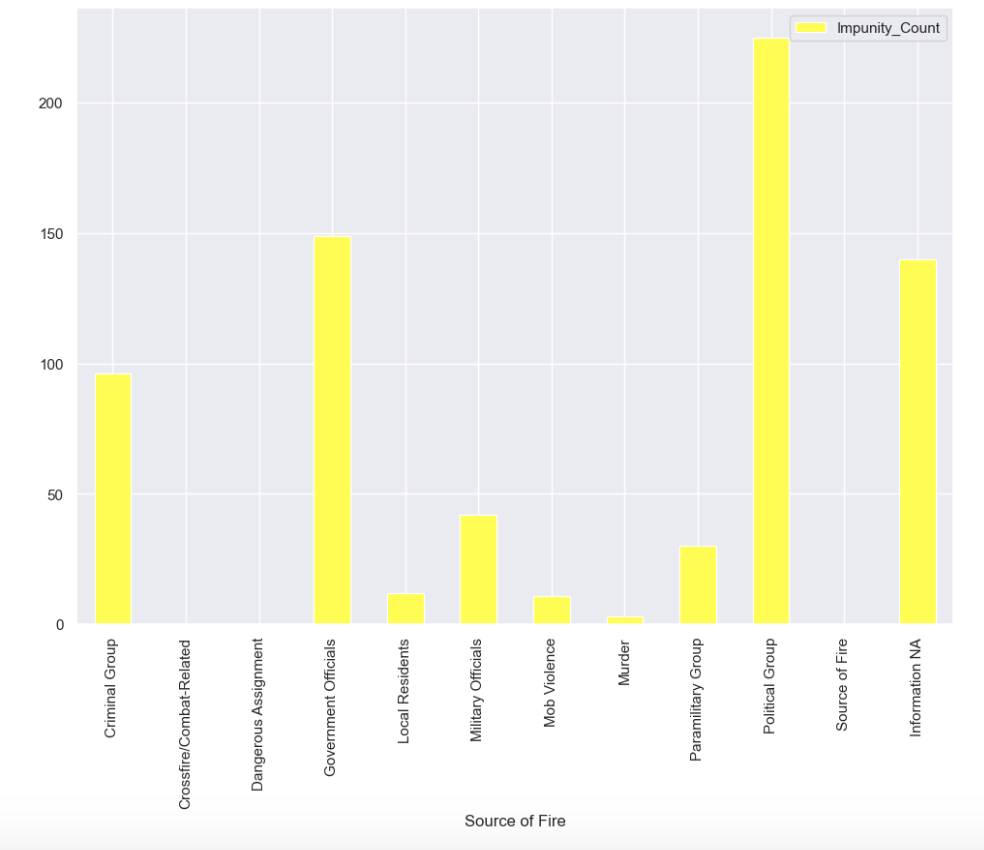 Impunity_Count
200
150
100
50
0
Criminal Group
Crossfire/Combat-Related
Dangerous Assignment
Government Officials
Local Residents
Military Officials
Mob Violence
Murder
Paramilitary Group
Political Group
Source of Fire
Information NA
Source of Fire